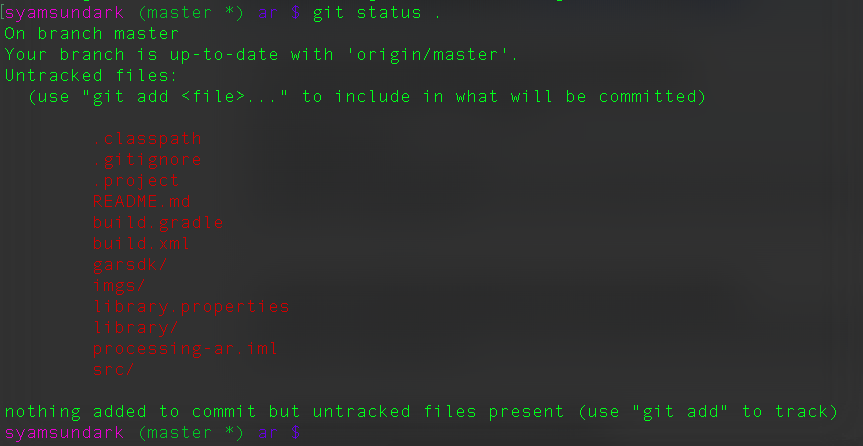 [syamsundark (master *) ar $ git status .
On branch master
Your branch is up-to-date with 'origin/master'.
Untracked files:
(use "git add <file>..." to include in what will be committed)
.classpath
.gitignore
.project
README.md
build.gradle
build.xml
garsdk/
imgs/
library.properties
library/
processing-ar.iml
src/
nothing added to commit but untracked files present (use "git add" to track)
syamsundark (master *) ar $